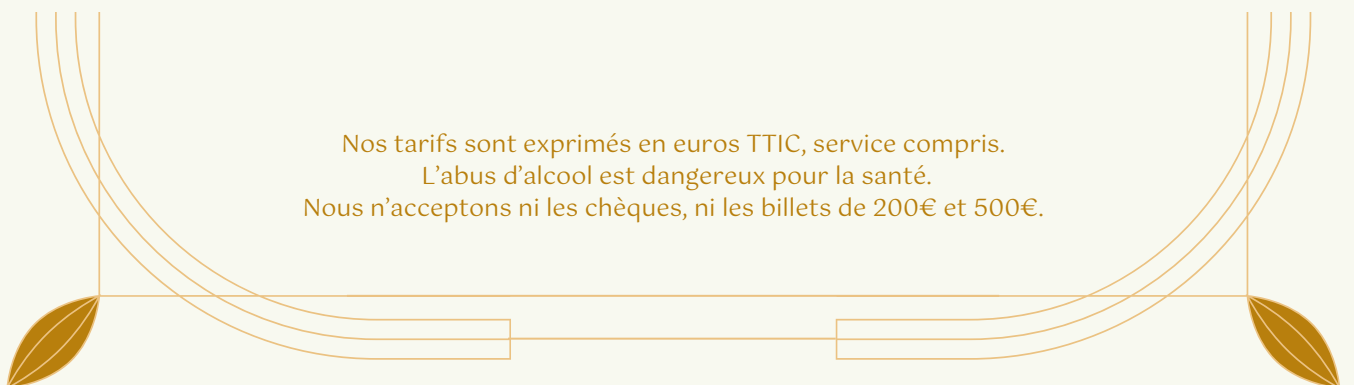 Nos tarifs sont exprimés en euros TTIC, service compris.
L’abus d’alcool est dangereux pour la santé.
Nous n’acceptons ni les chèques, ni les billets de 200€ et 500€.